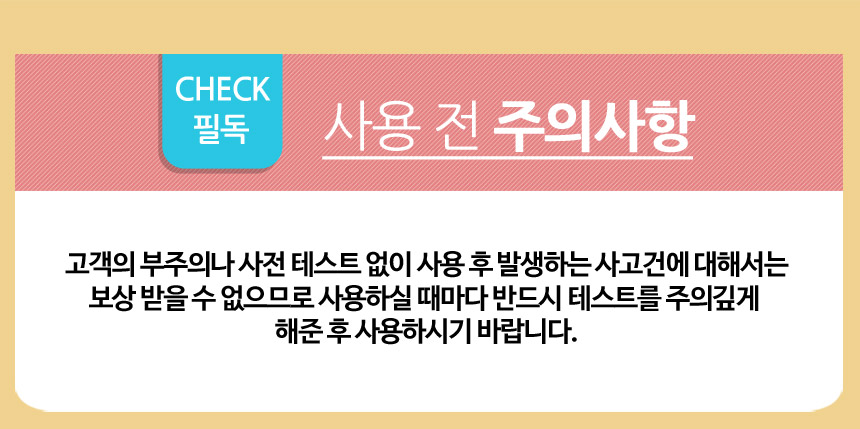 CHECK
필독
사용 전 주의사항
고객의 부주의나 사전 테스트 없이 사용 후 발생하는 사고건에 대해서는
보상 받을 수 없으므로 사용하실 때마다 반드시 테스트를 주의깊게
해준 후 사용하시기 바랍니다.